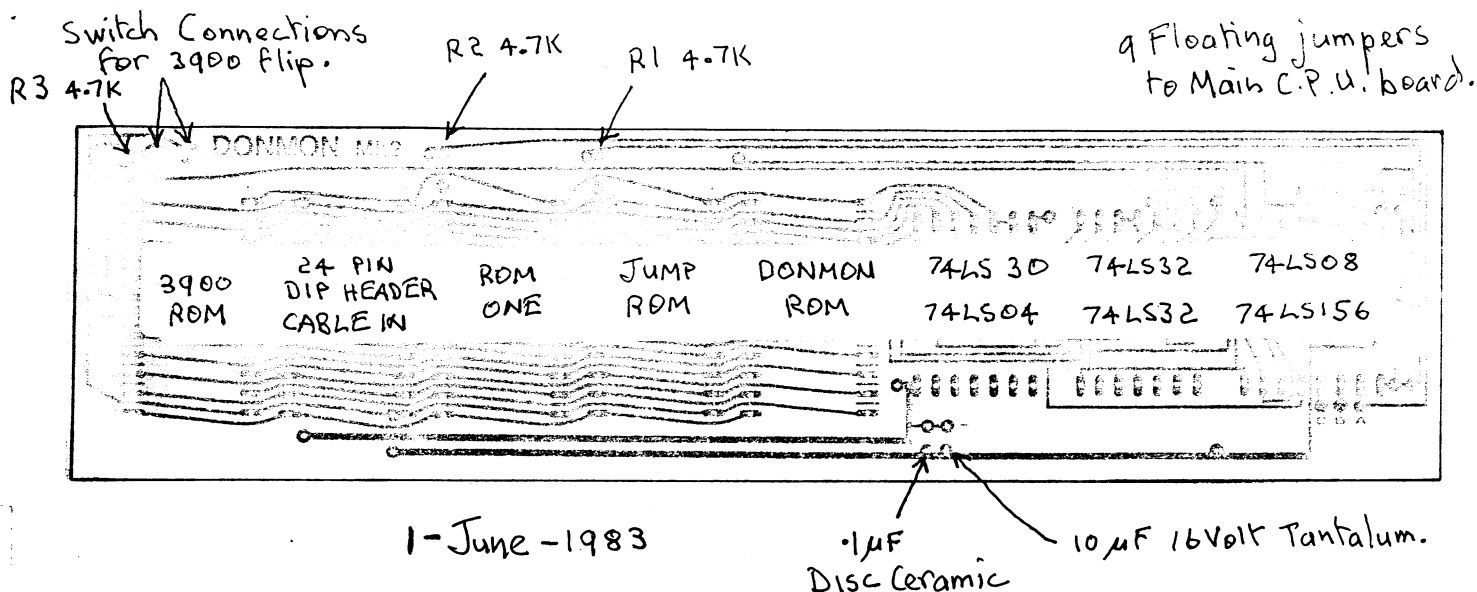 Switch Connections
for 3900 flip.
R3 4.7K
R2 4.7K
R1 4.7K
9 Floating jumpers
to Main C.P.U. board.
DONMON
3900
ROM
24 PIN
DIP HEADER
CABLE IN
ROM
ONE
JUMP
ROM
DONMON
ROM
74LS30
74LS04
74LS32
74LS32
74LS08
74LS156
1-June-1983
.1µF
Disc Ceramic
10µF 16Volt Tantalum.